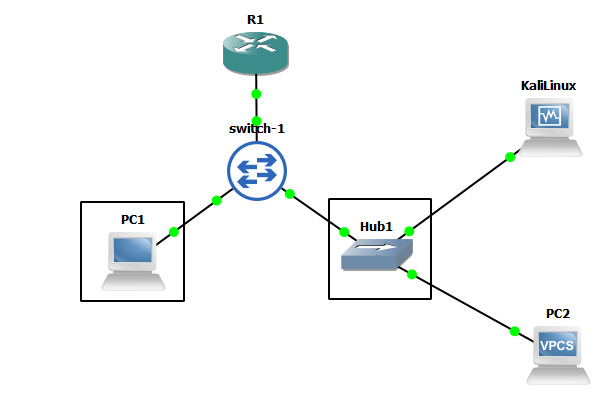 R1
KaliLinux
switch-1
PC1
Hub1
PC2
VPCS